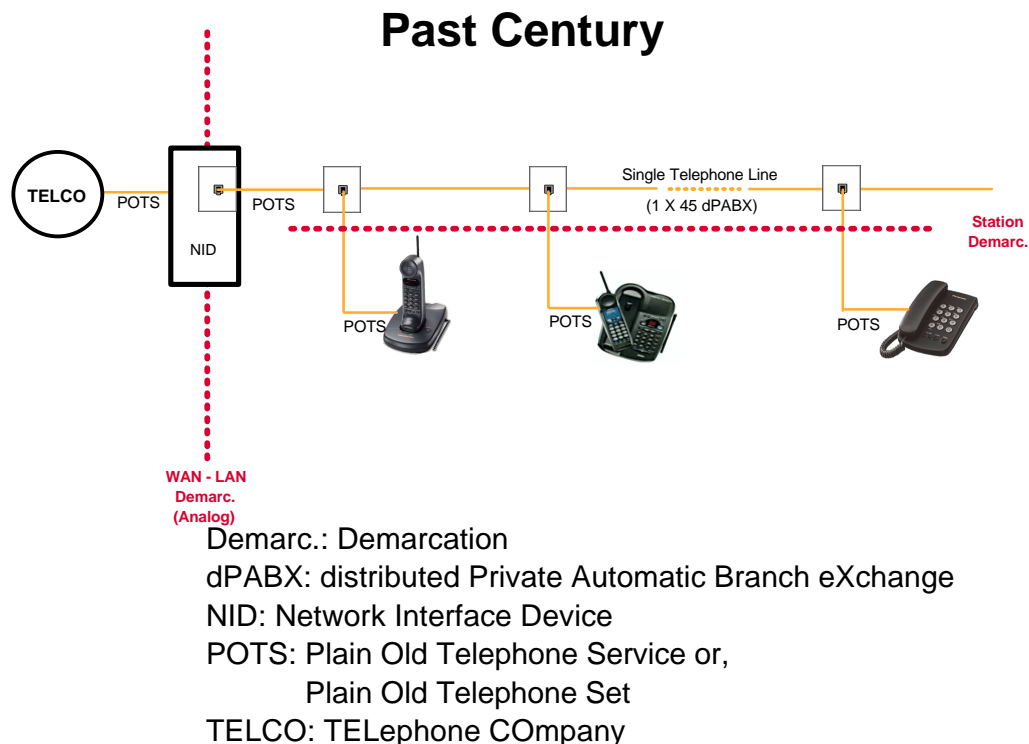 Past Century
TELCO
POTS
NID
POTS
Single Telephone Line
(1 X 45 dPABX)
Station
Demarc.
POTS
POTS
POTS
WAN - LAN
Demarc.
(Analog)
Demarc.: Demarcation
dPABX: distributed Private Automatic Branch eXchange
NID: Network Interface Device
POTS: Plain Old Telephone Service or,
Plain Old Telephone Set
TELCO: TELephone COmpany